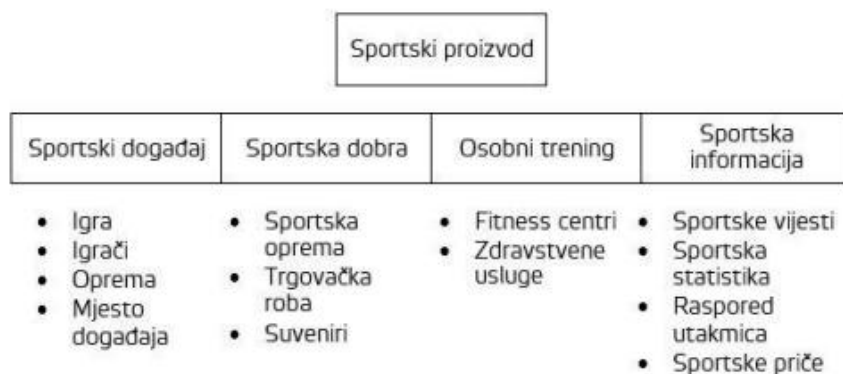 Sportski proizvod
Sportski događaj
Sportska dobra
Osobni trening
Sportska
informacija
• Igra
• Igrači
• Oprema
• Mjesto
događaja
• Sportska
oprema
• Trgovačka
roba
• Suveniri
• Fitness centri
• Zdravstvene
usluge
• Sportske vijesti
• Sportska
statistika
• Raspored
utakmica
• Sportske priče